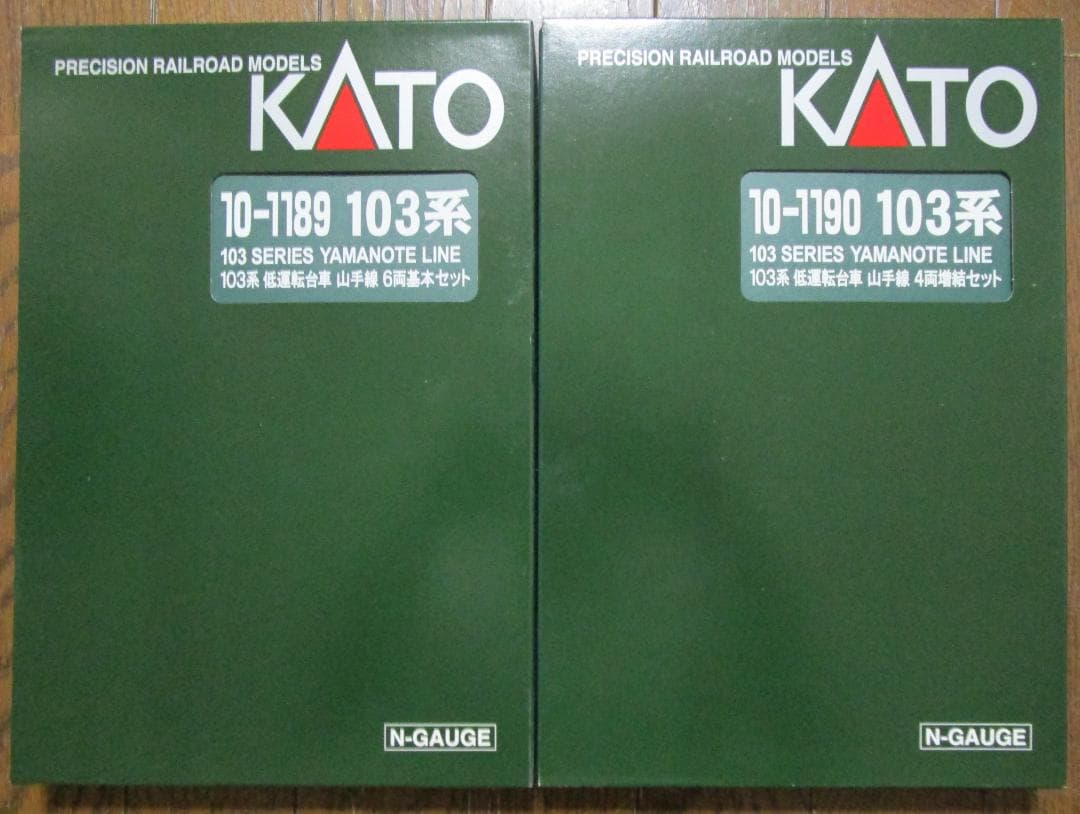 PRECISION RAILROAD MODELS
KATO
10-1189 103系
103 SERIES YAMANOTE LINE
103系 低運転台車 山手線 6両基本セット
N-GAUGE
PRECISION RAILROAD MODELS
KATO
10-1190 103系
103 SERIES YAMANOTE LINE
103系 低運転台車 山手線 4両増結セット
N-GAUGE